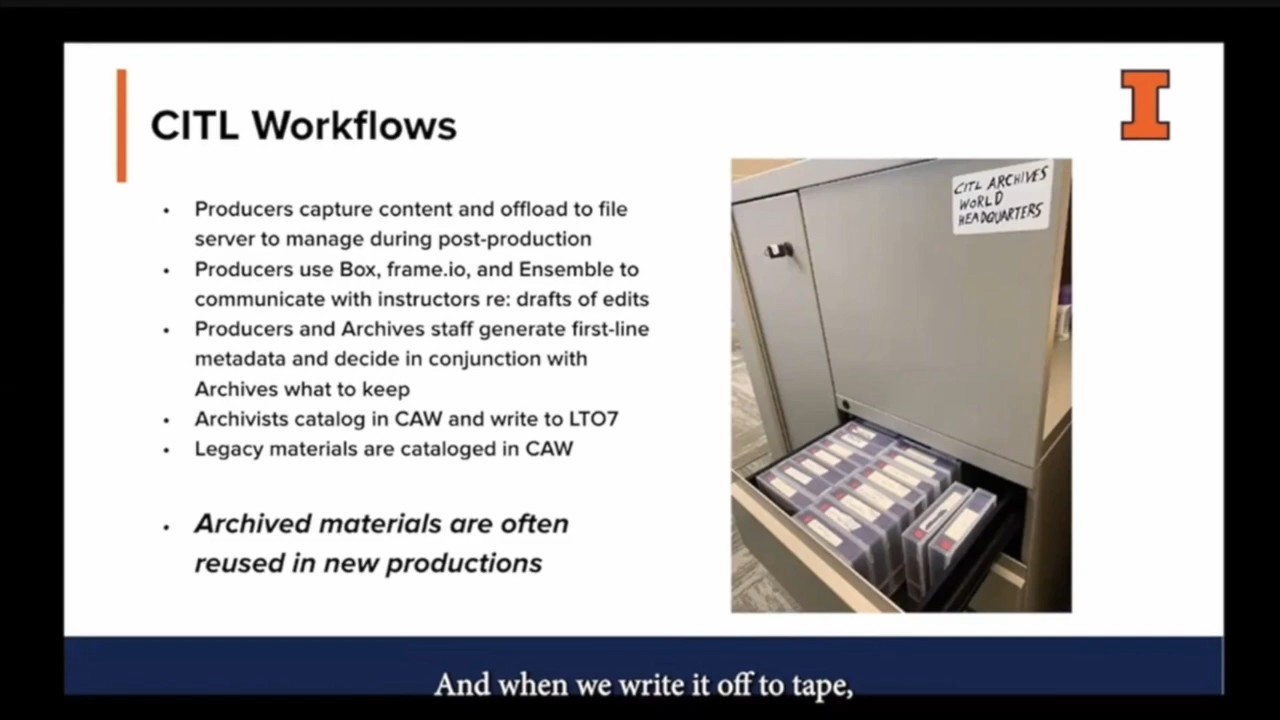 CITL Workflows
• Producers capture content and offload to file
server to manage during post-production
• Producers use Box, frame.io, and Ensemble to
communicate with instructors re: drafts of edits
• Producers and Archives staff generate first-line
metadata and decide in conjunction with
Archives what to keep
• Archivists catalog in CAW and write to LTO7
• Legacy materials are cataloged in CAW
• Archived materials are often
reused in new productions
I
CITL ARCHIVES
WORLD
HEADQUARTERS
And when we write it off to tape,